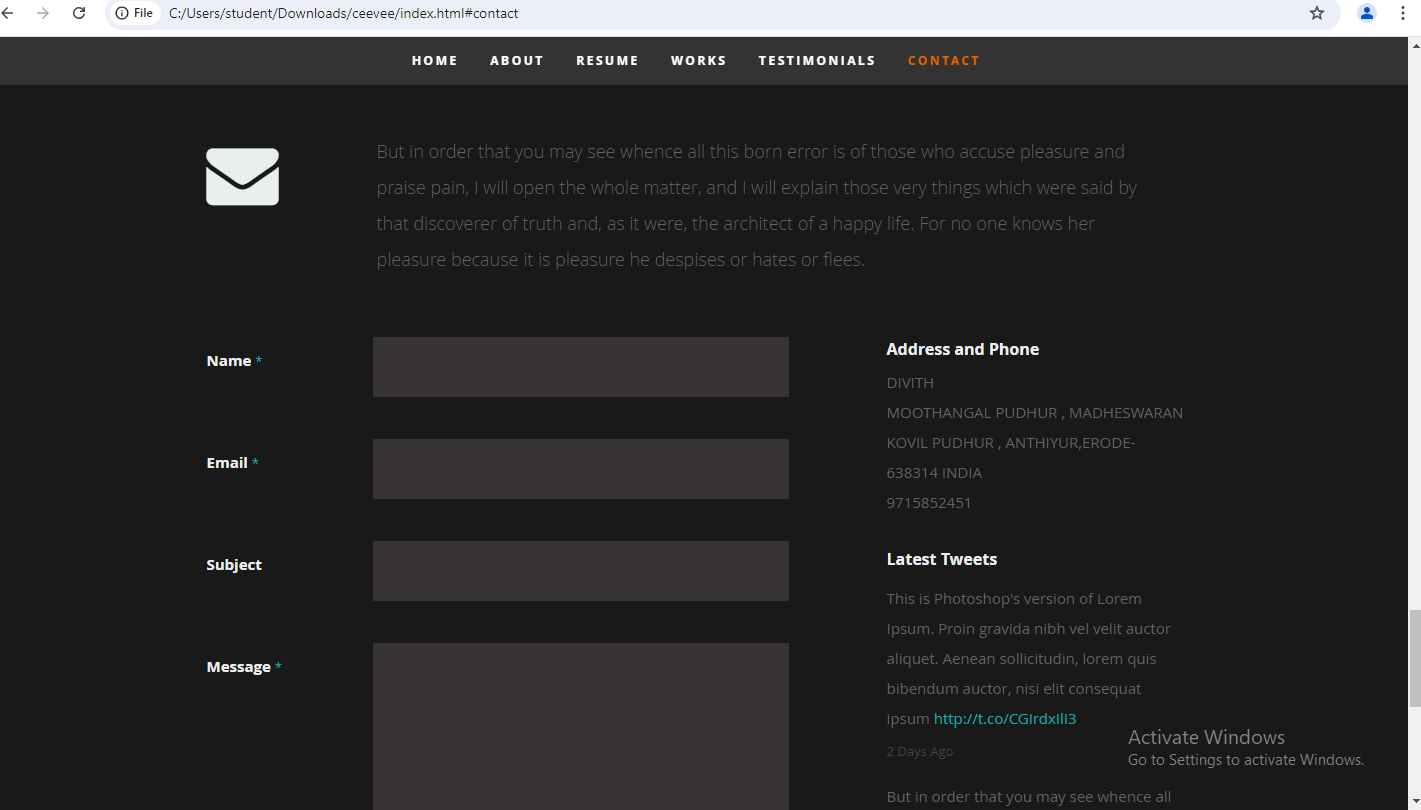 File C:/Users/student/Downloads/ceevee/index.html#contact
HOME ABOUT RESUME WORKS TESTIMONIALS CONTACT
But in order that you may see whence all this born error is of those who accuse pleasure and
praise pain, I will open the whole matter, and I will explain those very things which were said by
that discoverer of truth and, as it were, the architect of a happy life. For no one knows her
pleasure because it is pleasure he despises or hates or flees.
Name *
Email *
Subject
Message *
Address and Phone
DIVITH
MOOTHANGAL PUDHUR , MADHESWARAN
KOVIL PUDHUR , ANTHIYUR,ERODE-
638314 INDIA
9715852451
Latest Tweets
This is Photoshop's version of Lorem
Ipsum. Proin gravida nibh vel velit auctor
aliquet. Aenean sollicitudin, lorem quis
bibendum auctor, nisi elit consequat
ipsum http://t.co/CGIrdxIlI3
2 Days Ago
But in order that you may see whence all
Activate Windows
Go to Settings to activate Windows.